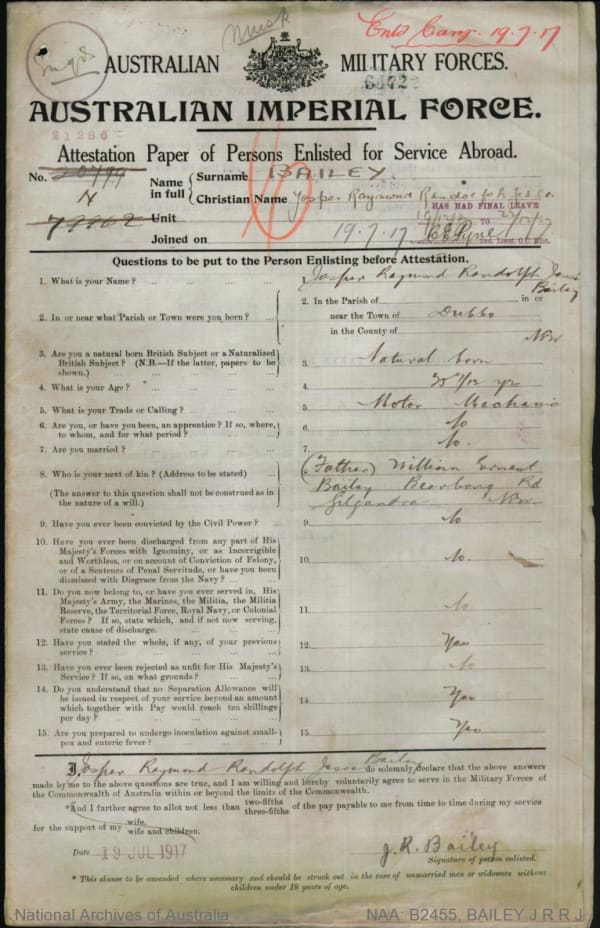 Musk
Enld Camp 19.7.17
Engrs
AUSTRALIAN MILITARY FORCES.
AUSTRALIAN IMPERIAL FORCE.
21286
Attestation Paper of Persons Enlisted for Service Abroad.
No. 20499
Name in full { Surname BAILEY.
Christian Name Jasper Raymond Randolph Jesse
HAS HAD FINAL LEAVE
TO
Unit
Joined on 19.7.17
Questions to be put to the Person Enlisting before Attestation.
1. What is your Name ? ... Jasper Raymond Randolph Jesse Bailey
2. In or near what Parish or Town were you born ? ... 2. In the Parish of in or
near the Town of Dubbo
in the County of NSW
3. Are you a natural born British Subject or a Naturalised
British Subject ? (N.B.—If the latter, papers to be
shown.) ... 3. Natural born
4. What is your Age ? ... 4. 7/12 yrs
5. What is your Trade or Calling ? ... 5. Motor Mechanic
6. Are you, or have you been, an apprentice ? If so, where,
to whom, and for what period ? ... 6. No
7. Are you married ? ... 7. No.
8. Who is your next of kin ? (Address to be stated) ... (Father) William Ernest
Bailey Bearbong Rd
(The answer to this question shall not be construed as in
the nature of a will.) Gilgandra NSW
9. Have you ever been convicted by the Civil Power ? ... 9. No
10. Have you ever been discharged from any part of His
Majesty's Forces with Ignominy, or as Incorrigible
and Worthless, or on account of Conviction of Felony,
or of a Sentence of Penal Servitude, or have you been
dismissed with Disgrace from the Navy ? ... 10. No.
11. Do you now belong to, or have you ever served in, His
Majesty's Army, the Marines, the Militia, the Militia
Reserve, the Territorial Force, Royal Navy, or Colonial
Forces ? If so, state which, and if not now serving,
state cause of discharge. ... 11. No
12. Have you stated the whole, if any, of your previous
service ? ... 12. Yes
13. Have you ever been rejected as unfit for His Majesty's
Service ? If so, on what grounds ? 13. No
14. Do you understand that no Separation Allowance will
be issued in respect of your service beyond an amount
which together with Pay would reach ten shillings
per day ? ... 14. Yes
15. Are you prepared to undergo inoculation against small-
pox and enteric fever ? ... 15. Yes
I, Jasper Raymond Randolph Jesse Bailey do solemnly declare that the above answers
made by me to the above questions are true, and I am willing and hereby voluntarily agree to serve in the Military Forces of
the Commonwealth of Australia within or beyond the limits of the Commonwealth.
*And I further agree to allot not less than two-fifths three-fifths of the pay payable to me from time to time during my service
for the support of my wife. wife and children.
Date 19 JUL 1917 J. R. Bailey
Signature of person enlisted.
* This clause to be amended where necessary and should be struck out in the case of unmarried men or widowers without
children under 18 years of age.
National Archives of Australia NAA: B2455, BAILEY J R R J